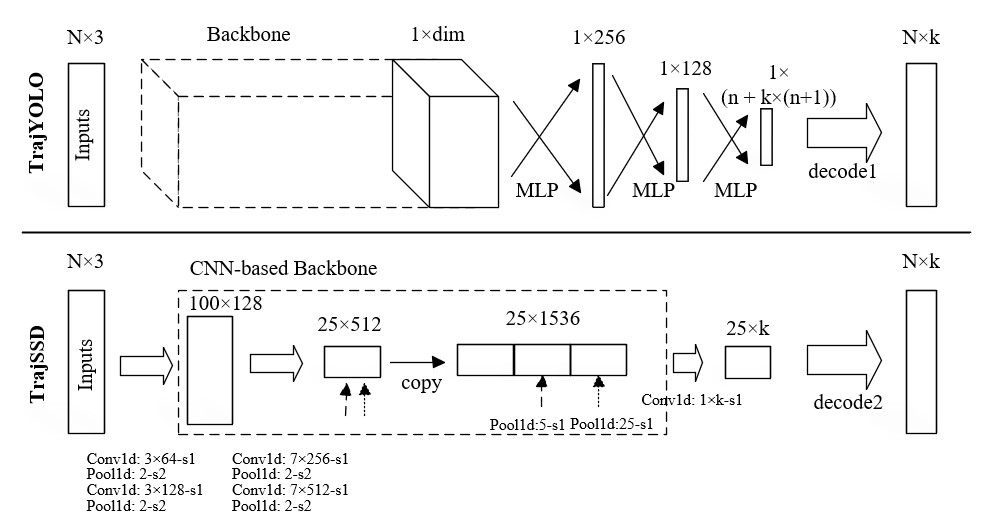 TrajYOLO
N×3
Inputs
Backbone
1×dim
MLP
1×256
MLP
1×128
MLP
1×
(n + k×(n+1))
decode1
N×k
TrajSSD
N×3
Inputs
CNN-based Backbone
100×128
25×512
copy
25×1536
Pool1d:5-s1
Pool1d:25-s1
Conv1d: 1×k-s1
25×k
decode2
N×k
Conv1d: 3×64-s1
Pool1d: 2-s2
Conv1d: 3×128-s1
Pool1d: 2-s2
Conv1d: 7×256-s1
Pool1d: 2-s2
Conv1d: 7×512-s1
Pool1d: 2-s2